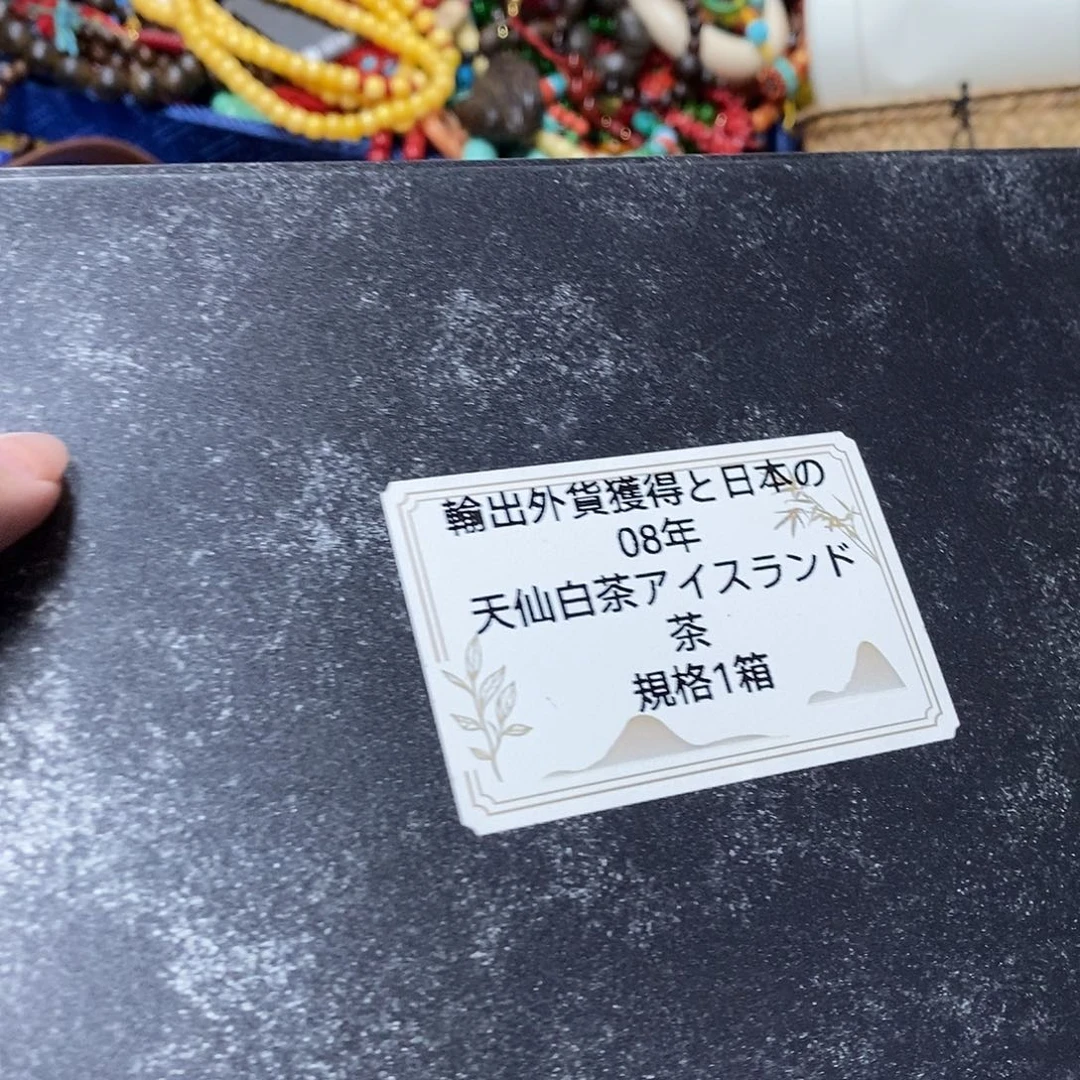 輸出外貨獲得と日本の
08年
天仙白茶アイスランド
茶
規格1箱